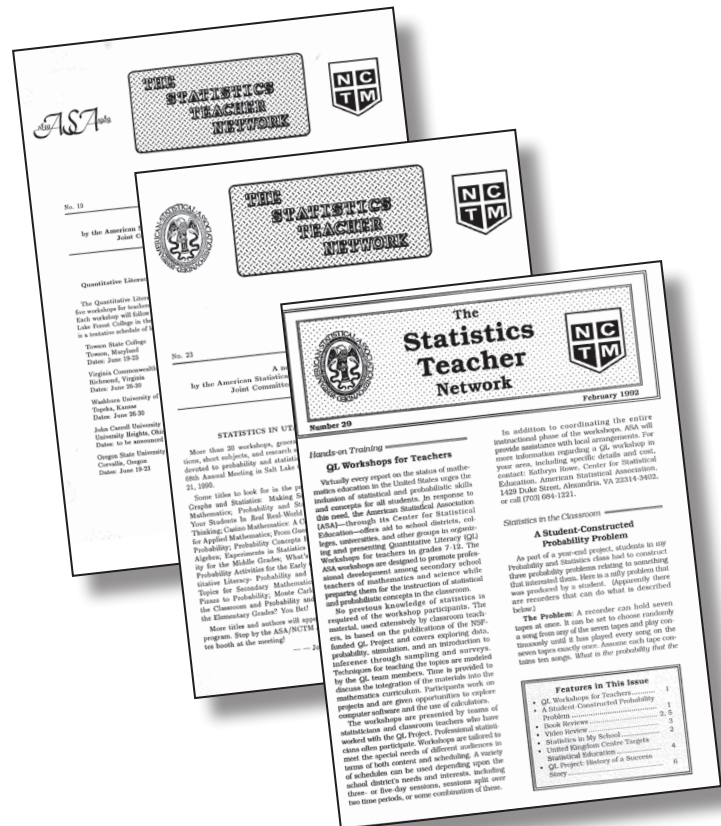 ASA
THE
STATISTICS
TEACHER
NETWORK
NC
TM
No. 19
by the American
Joint C
Quantitative Litera
The Quantitative Litera
five workshops for teacher
Each workshop will follow
Lake Forest College in the
is a tentative schedule of l
Towson State College
Towson, Maryland
Dates: June 19-23
Virginia Commonwealth
Richmond, Virginia
Dates: June 26-30
Washburn University of
Topeka, Kansas
Dates: June 26-30
John Carroll University
University Heights, Ohio
Dates: to be announced
Oregon State University
Corvallis, Oregon
Dates: June 19-23
THE
STATISTICS
TEACHER
NETWORK
NC
TM
No. 23
A ne
by the American Statistica
Joint Committe
STATISTICS IN UTA
More than 20 workshops, genera
tions, short subjects, and research s
devoted to probability and statistic
68th Annual Meeting in Salt Lake
21, 1990.
Some titles to look for in the p
Graphs and Statistics: Making S
Mathematics; Probability and St
Your Students In Real Real-World
Thinking; Casino Mathematics: A C
for Applied Mathematics; From Gue
Probability; Probability Concepts
Algebra; Experiments in Statistics
ity for the Middle Grades; What's
Probability Activities for the Early
titative Literacy- Probability and
Topics for Secondary Mathematic
Pizzas to Probability; Monte Carlo
the Classroom and Probability and
the Elementary Grades? You Bet!
More titles and authors will appe
program. Stop by the ASA/NCTM
tee booth at the meeting!
— — Je
The
Statistics
Teacher
Network
NC
TM
Number 29
February 1992
Hands-on Training
QL Workshops for Teachers
Virtually every report on the status of mathe-
matics education in the United States urges the
inclusion of statistical and probabilistic skills
and concepts for all students. In response to
this need, the American Statistical Association
(ASA)—through its Center for Statistical
Education—offers aid to school districts, col-
leges, universities, and other groups in organiz-
ing and presenting Quantitative Literacy (QL)
Workshops for teachers in grades 7-12. The
ASA workshops are designed to promote profes-
sional development among secondary school
teachers of mathematics and science while
preparing them for the instruction of statistical
and probabilistic concepts in the classroom.
No previous knowledge of statistics is
required of the workshop participants. The
material, used extensively by classroom teach-
ers, is based on the publications of the NSF-
funded QL Project and covers exploring data,
probability, simulation, and an introduction to
inference through sampling and surveys.
Techniques for teaching the topics are modeled
by the QL team members. Time is provided to
discuss the integration of the materials into the
mathematics curriculum. Participants work on
projects and are given opportunities to explore
computer software and the use of calculators.
The workshops are presented by teams of
statisticians and classroom teachers who have
worked with the QL Project. Professional statisti-
cians often participate. Workshops are tailored to
meet the special needs of different audiences in
terms of both content and scheduling. A variety
of schedules can be used depending upon the
school district's needs and interests, including
three- or five-day sessions, sessions split over
two time periods, or some combination of these.
In addition to coordinating the entire
instructional phase of the workshops, ASA will
provide assistance with local arrangements. For
more information regarding a QL workshop in
your area, including specific details and cost,
contact: Kathryn Rowe, Center for Statistical
Education, American Statistical Association,
1429 Duke Street, Alexandria, VA 22314-3402,
or call (703) 684-1221.
Statistics in the Classroom
A Student-Constructed
Probability Problem
As part of a year-end project, students in my
Probability and Statistics class had to construct
three probability problems relating to something
that interested them. Here is a nifty problem that
was produced by a student. (Apparently there
are recorders that can do what is described
below.)
The Problem: A recorder can hold seven
tapes at once. It can be set to choose randomly
a song from any of the seven tapes and play con-
tinuously until it has played every song on the
seven tapes exactly once. Assume each tape con-
tains ten songs. What is the probability that the
Features in This Issue
• QL Workshops for Teachers.......... 1
• A Student-Constructed Probability
Problem .......... 1
• Book Reviews .......... 2, 5
• Video Review .......... 3
• Statistics in My School .......... 2
• United Kingdom Centre Targets
Statistical Education .......... 4
• QL Project: History of a Success
Story .......... 6